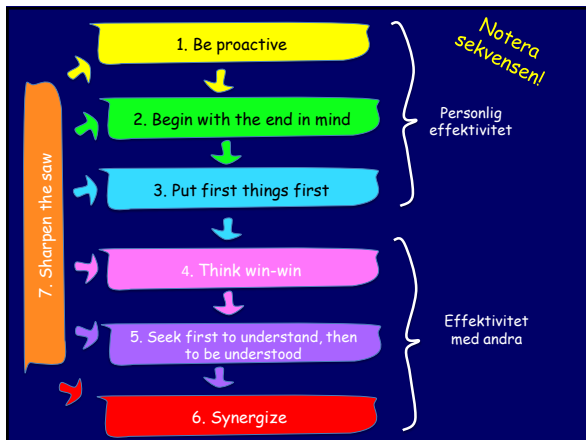 1. Be proactive
Notera
sekvensen!
2. Begin with the end in mind
Personlig
effektivitet
3. Put first things first
7. Sharpen the saw
4. Think win-win
5. Seek first to understand, then
to be understood
Effektivitet
med andra
6. Synergize